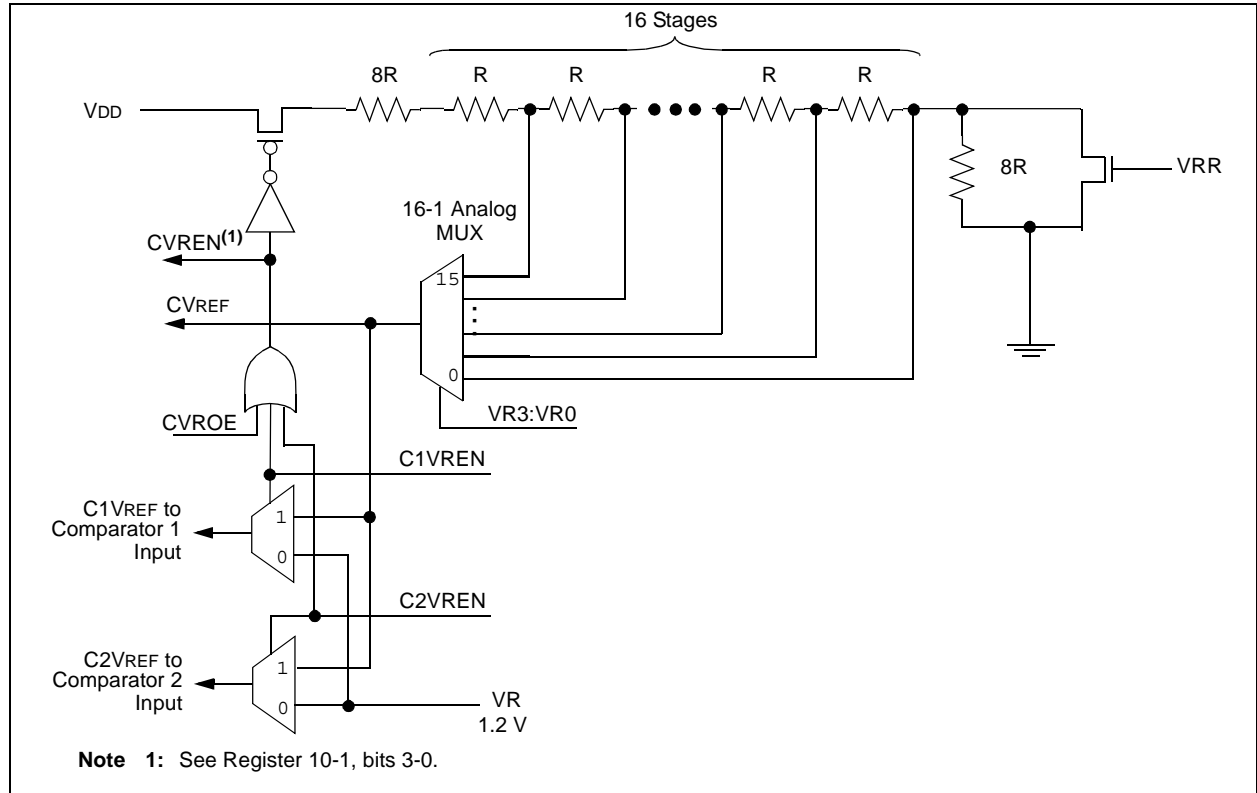 16 Stages
8R R R R R
VDD
8R
VRR
16-1 Analog
MUX
CVREN(1)
15
CVREF
0
VR3:VR0
CVROE
C1VREN
C1VREF to
Comparator 1
Input
1
0
C2VREN
C2VREF to
Comparator 2
Input
1
0
VR
1.2 V
Note 1: See Register 10-1, bits 3-0.